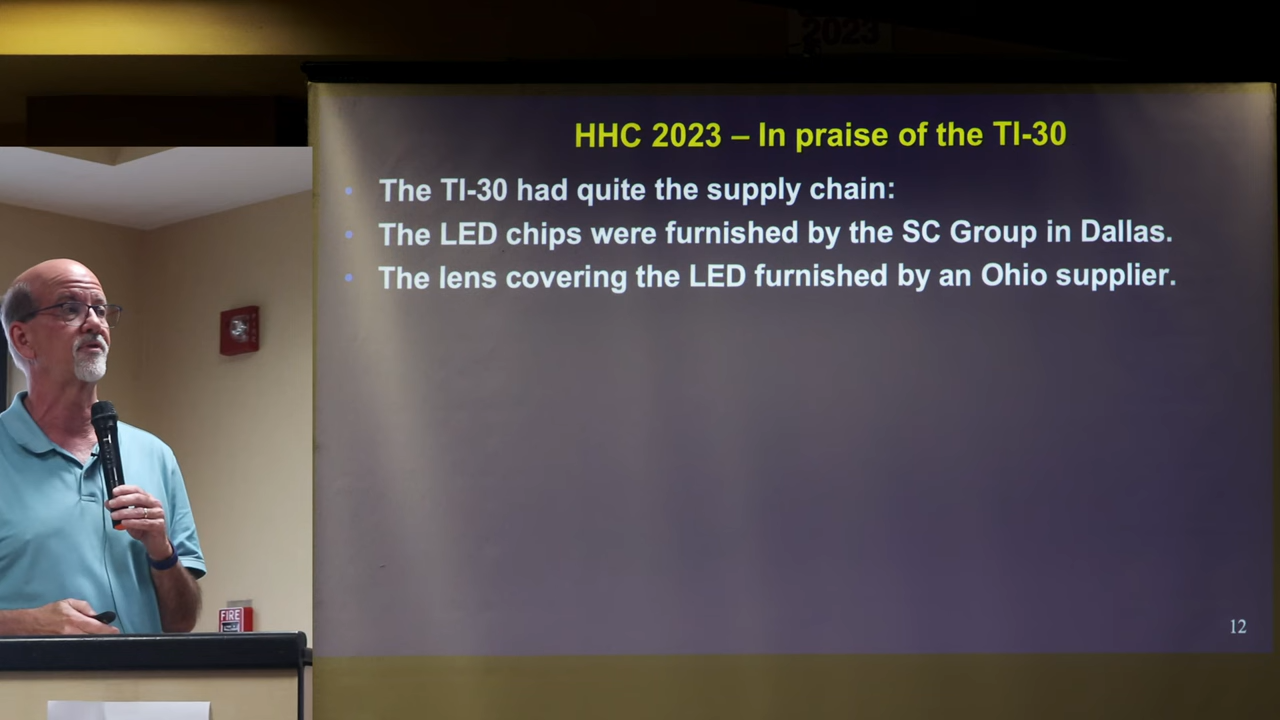 2023
HHC 2023 – In praise of the TI-30
• The TI-30 had quite the supply chain:
• The LED chips were furnished by the SC Group in Dallas.
• The lens covering the LED furnished by an Ohio supplier.
FIRE
12